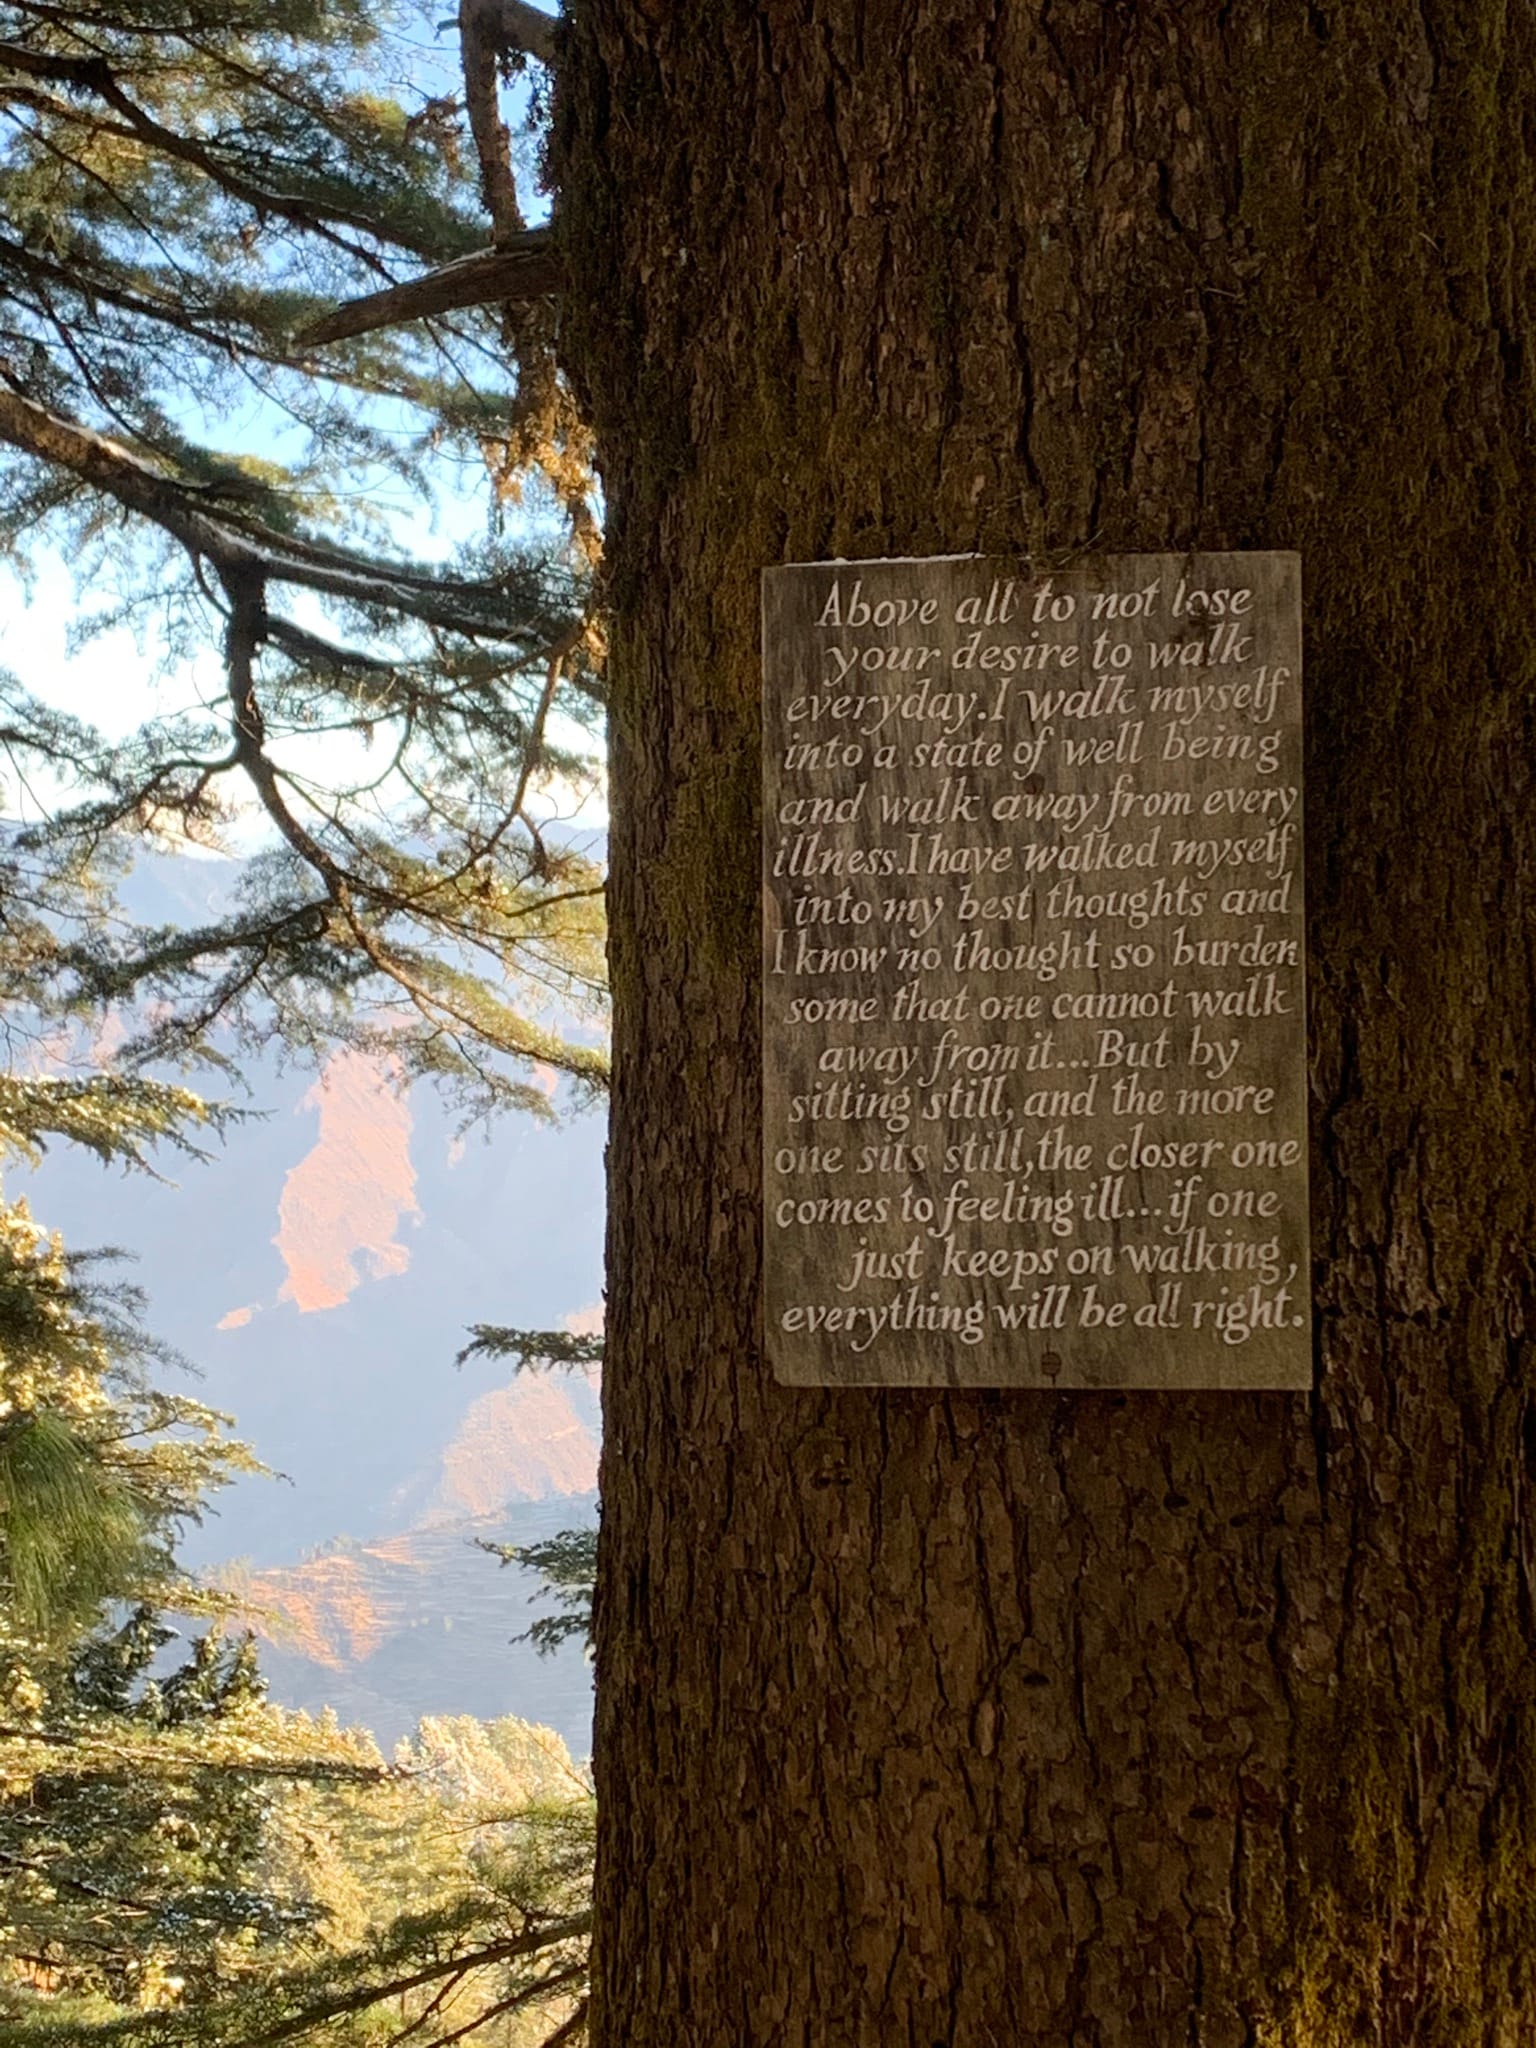 Above all to not lose
your desire to walk
everyday.I walk myself
into a state of well being
and walk away from every
illness.I have walked myself
into my best thoughts and
I know no thought so burden
some that one cannot walk
away from it...But by
sitting still, and the more
one sits still,the closer one
comes to feeling ill...if one
just keeps on walking,
everything will be all right.